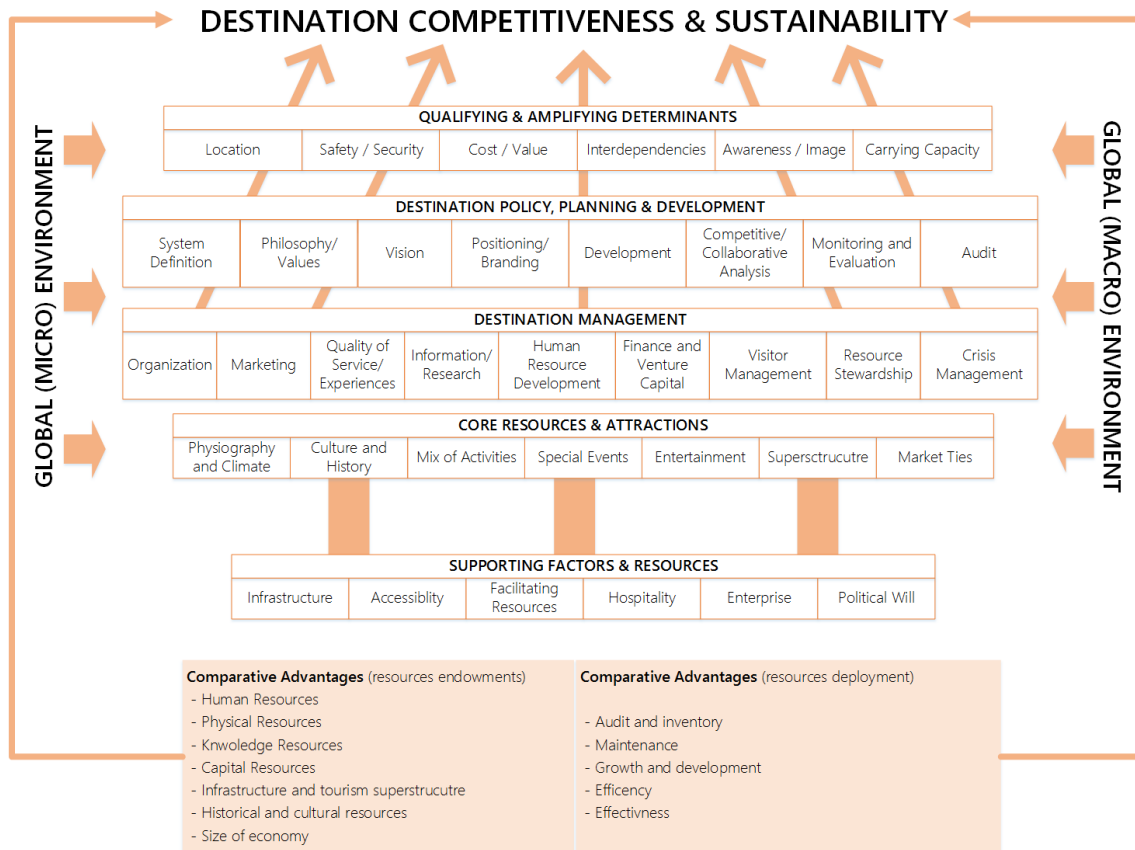 DESTINATION COMPETITIVENESS & SUSTAINABILITY
GLOBAL (MICRO) ENVIRONMENT
GLOBAL (MACRO) ENVIRONMENT
QUALIFYING & AMPLIFYING DETERMINANTS
Location
Safety / Security
Cost / Value
Interdependencies
Awareness / Image
Carrying Capacity
DESTINATION POLICY, PLANNING & DEVELOPMENT
System
Definition
Philosophy/
Values
Vision
Positioning/
Branding
Development
Competitive/
Collaborative
Analysis
Monitoring and
Evaluation
Audit
DESTINATION MANAGEMENT
Organization
Marketing
Quality of
Service/
Experiences
Information/
Research
Human
Resource
Development
Finance and
Venture
Capital
Visitor
Management
Resource
Stewardship
Crisis
Management
CORE RESOURCES & ATTRACTIONS
Physiography
and Climate
Culture and
History
Mix of Activities
Special Events
Entertainment
Supersctrucutre
Market Ties
SUPPORTING FACTORS & RESOURCES
Infrastructure
Accessiblity
Facilitating
Resources
Hospitality
Enterprise
Political Will
Comparative Advantages (resources endowments)
- Human Resources
- Physical Resources
- Knwoledge Resources
- Capital Resources
- Infrastructure and tourism superstrucutre
- Historical and cultural resources
- Size of economy
Comparative Advantages (resources deployment)
- Audit and inventory
- Maintenance
- Growth and development
- Efficency
- Effectivness